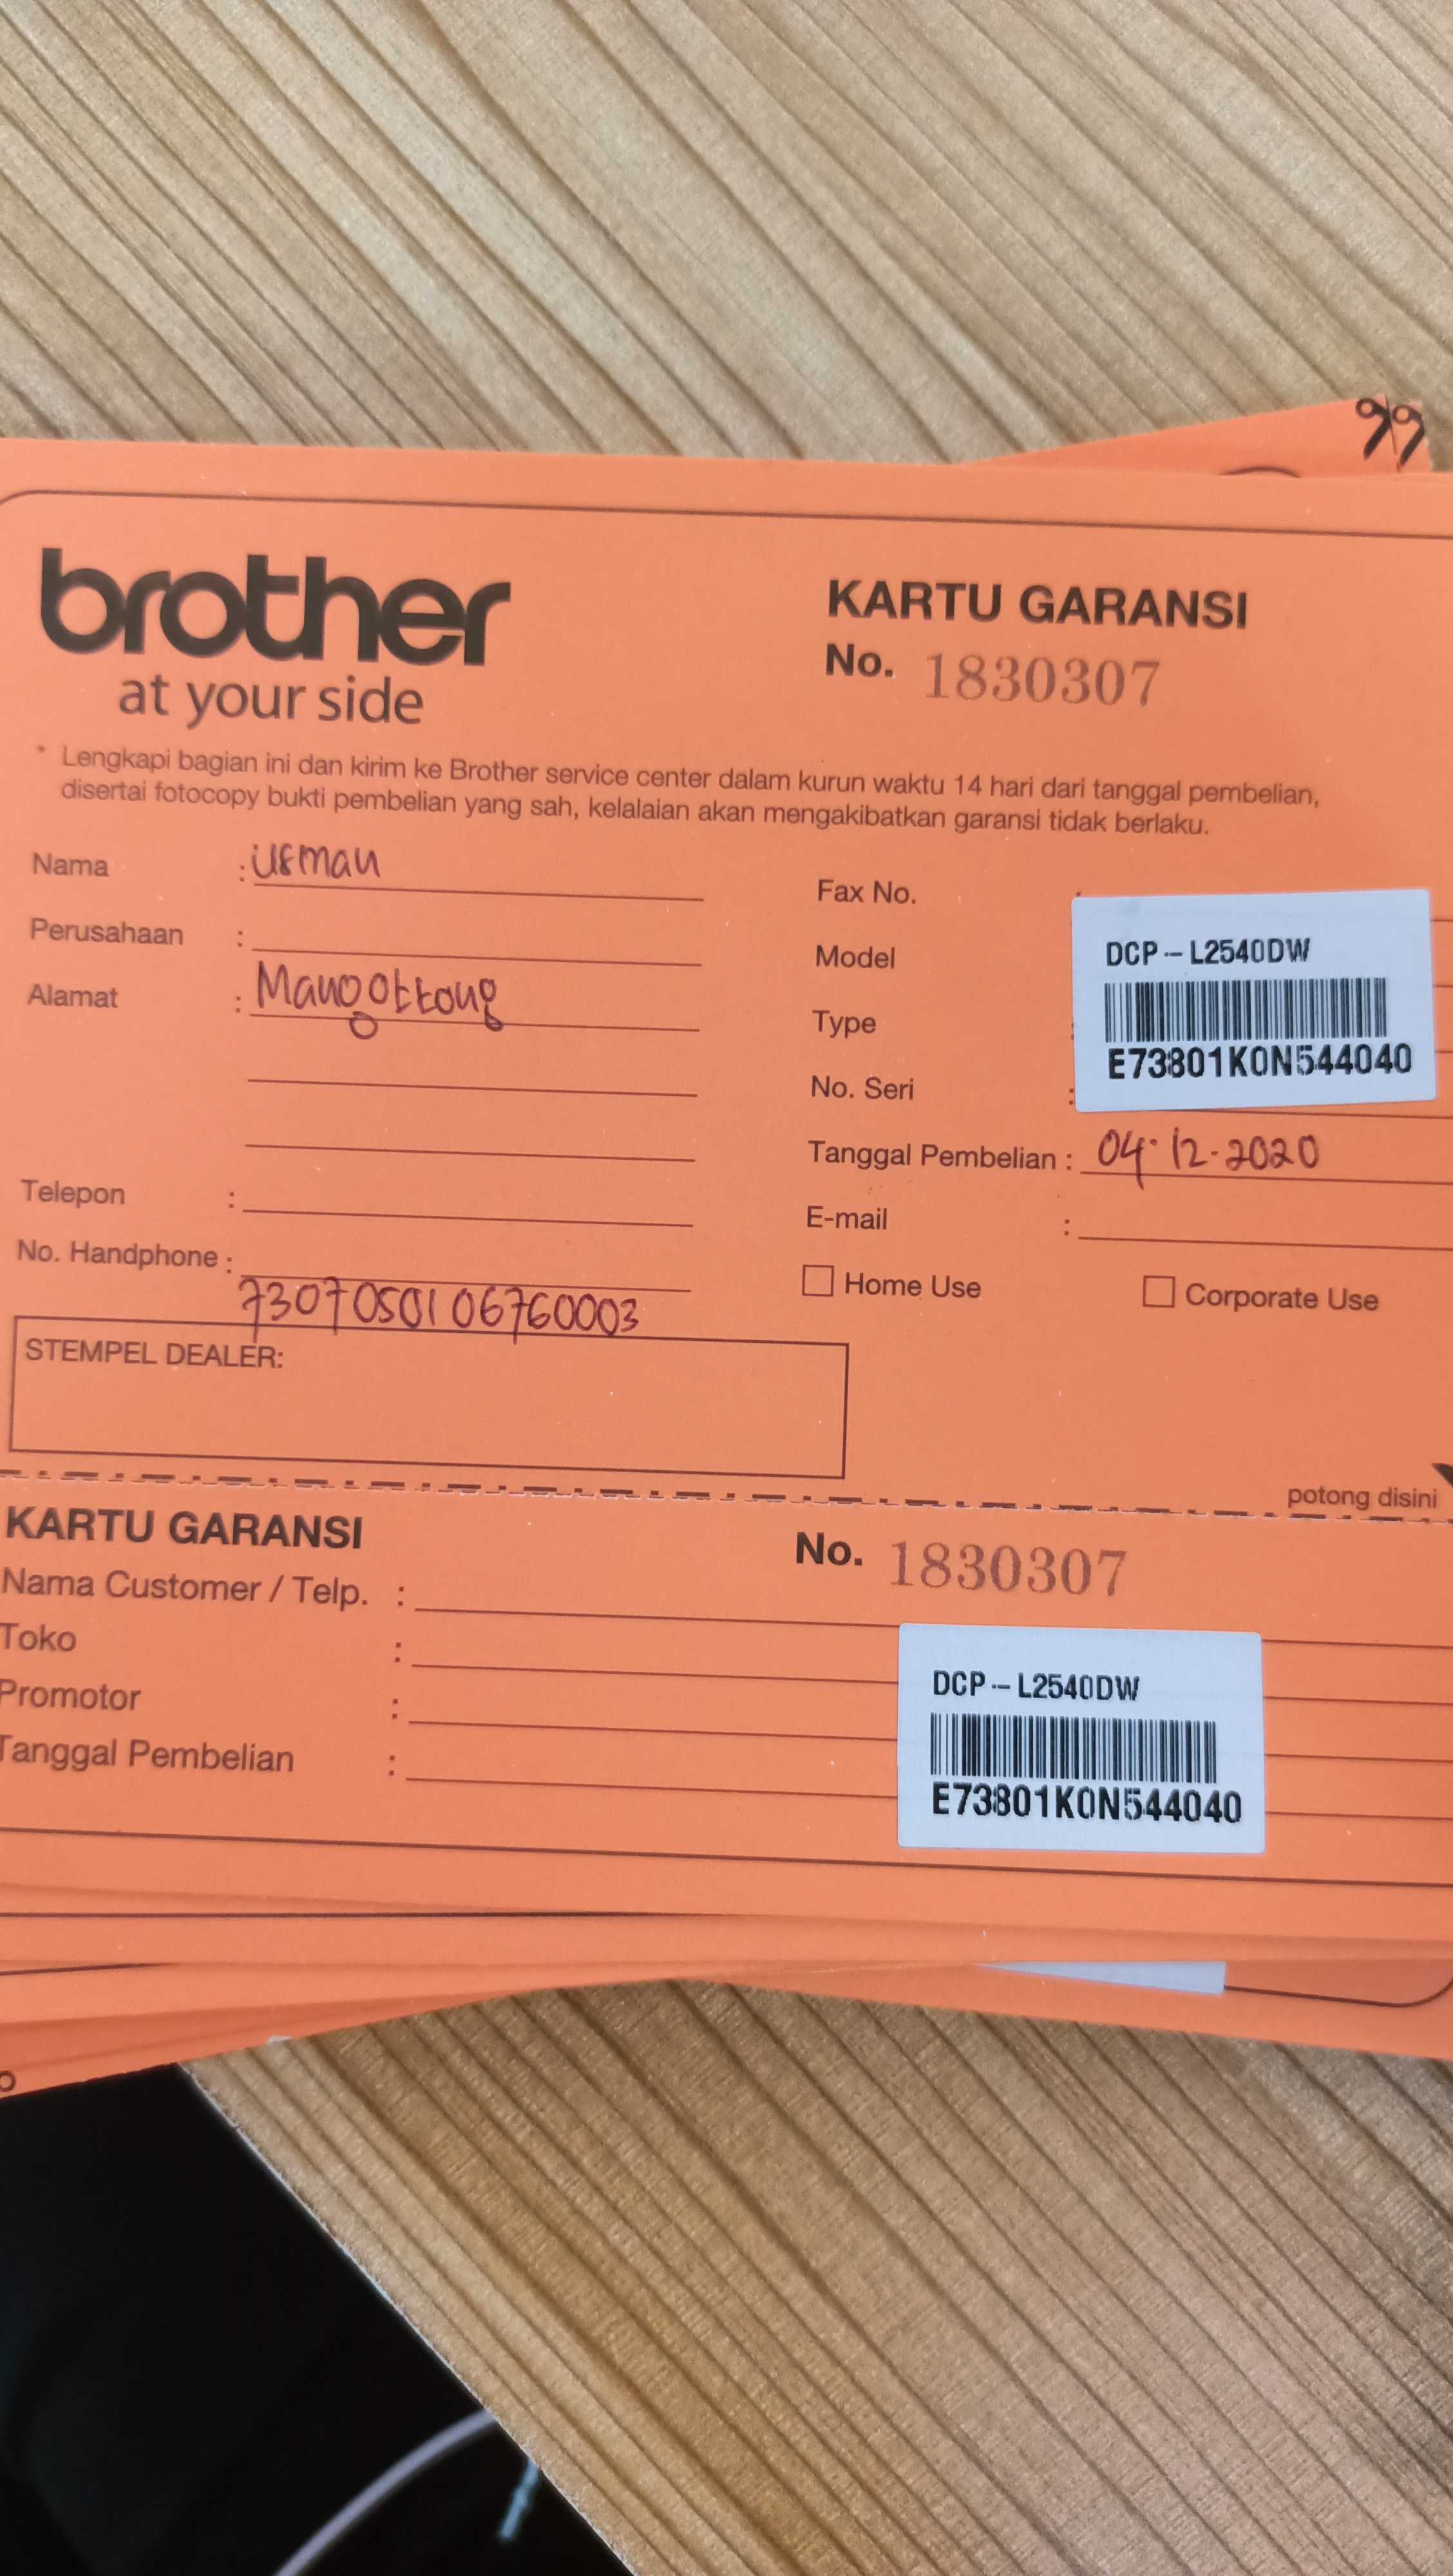 99
brother
at your side
KARTU GARANSI
No. 1830307
* Lengkapi bagian ini dan kirim ke Brother service center dalam kurun waktu 14 hari dari tanggal pembelian,
disertai fotocopy bukti pembelian yang sah, kelalaian akan mengakibatkan garansi tidak berlaku.
Nama : Usman
Perusahaan :
Alamat : Manggottong
Telepon :
No. Handphone :
7307050106760003
Fax No. :
Model
Type :
No. Seri :
DCP-L2540DW
E73801K0N544040
Tanggal Pembelian : 04-12-2020
E-mail :
Home Use Corporate Use
STEMPEL DEALER:
potong disini
KARTU GARANSI
No. 1830307
Nama Customer / Telp. :
Toko :
Promotor :
Tanggal Pembelian :
DCP-L2540DW
E73801K0N544040